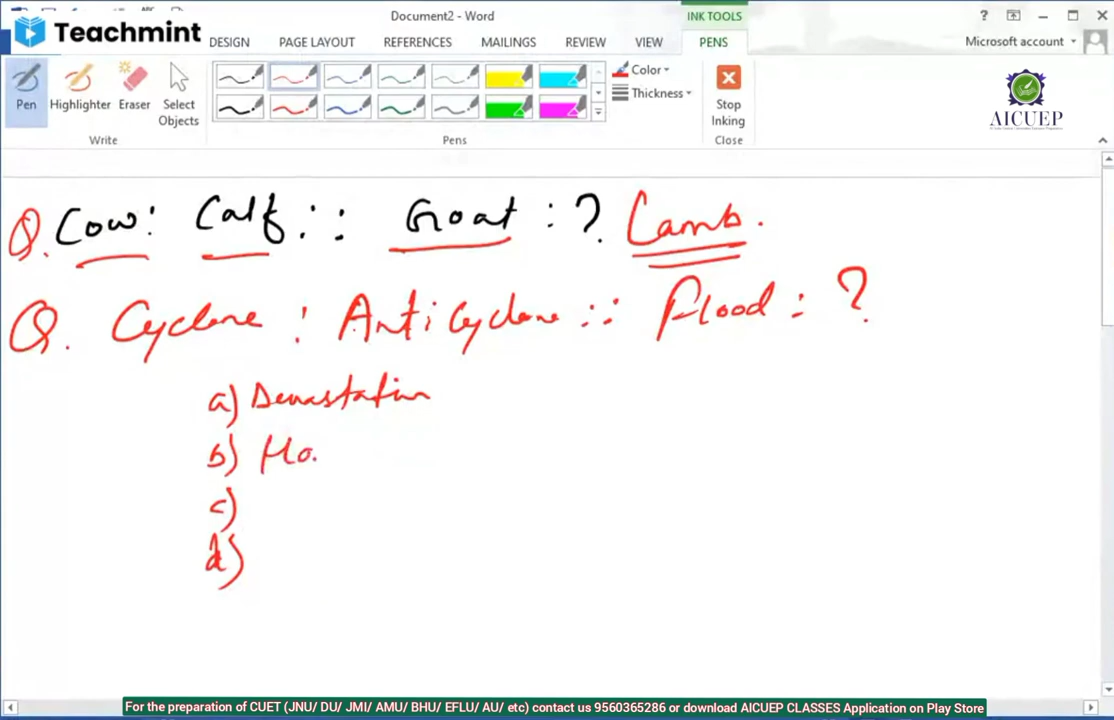 Document2 - Word
INK TOOLS
Teachmint
DESIGN PAGE LAYOUT REFERENCES MAILINGS REVIEW VIEW PENS
Microsoft account
Pen Highlighter Eraser Select Objects
Color
Thickness
Stop Inking
Write Pens Close
AICUEP
Q. Cow : Calf :: Goat : ? Lamb.
Q. Cyclone : Anticyclone :: Flood : ?
a) Devastation
b) Ho
c)
d)
For the preparation of CUET (JNU/ DU/ JMI/ AMU/ BHU/ EFLU/ AU/ etc) contact us 9560365286 or download AICUEP CLASSES Application on Play Store